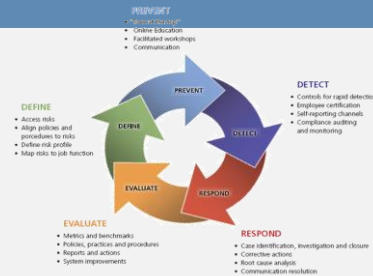 PREVENT
• Online Education
• Facilitated workshops
• Communication
PREVENT
DETECT
• Controls for rapid detection
• Employee certification
• Self-reporting channels
• Compliance auditing
and monitoring
DETECT
DEFINE
• Access risks
• Align policies and
porcedures to risks
• Define risk profile
• Map risks to job function
DEFINE
EVALUATE
RESPOND
EVALUATE
• Metrics and benchmarks
• Policies, practices and procedures
• Reports and actions
• System improvements
RESPOND
• Case identification, investigation and closure
• Corrective actions
• Root cause analysis
• Communication resolution